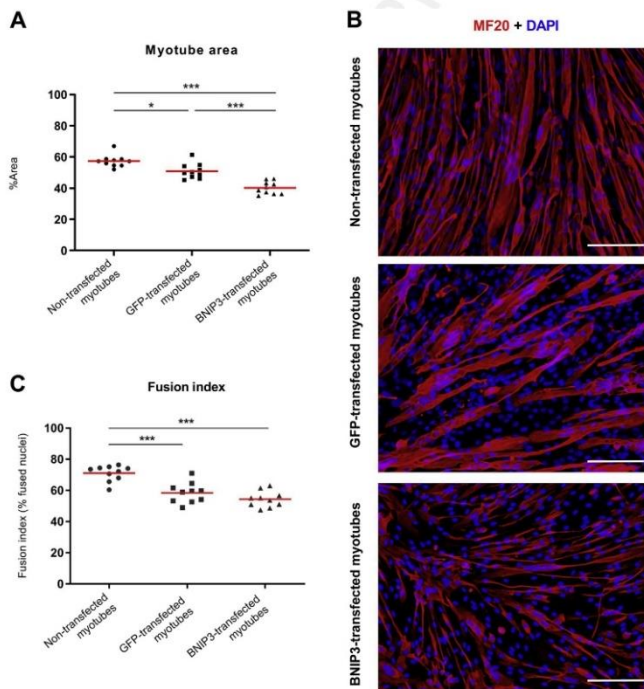 A
Myotube area
***
*
***
%Area
100
80
60
40
20
0
Non-transfected
myotubes
GFP-transfected
myotubes
BNIP3-transfected
myotubes
B
MF20 + DAPI
Non-transfected myotubes
GFP-transfected myotubes
BNIP3-transfected myotubes
C
Fusion index
***
***
Fusion index (% fused nuclei)
100
80
60
40
20
0
Non-transfected
myotubes
GFP-transfected
myotubes
BNIP3-transfected
myotubes